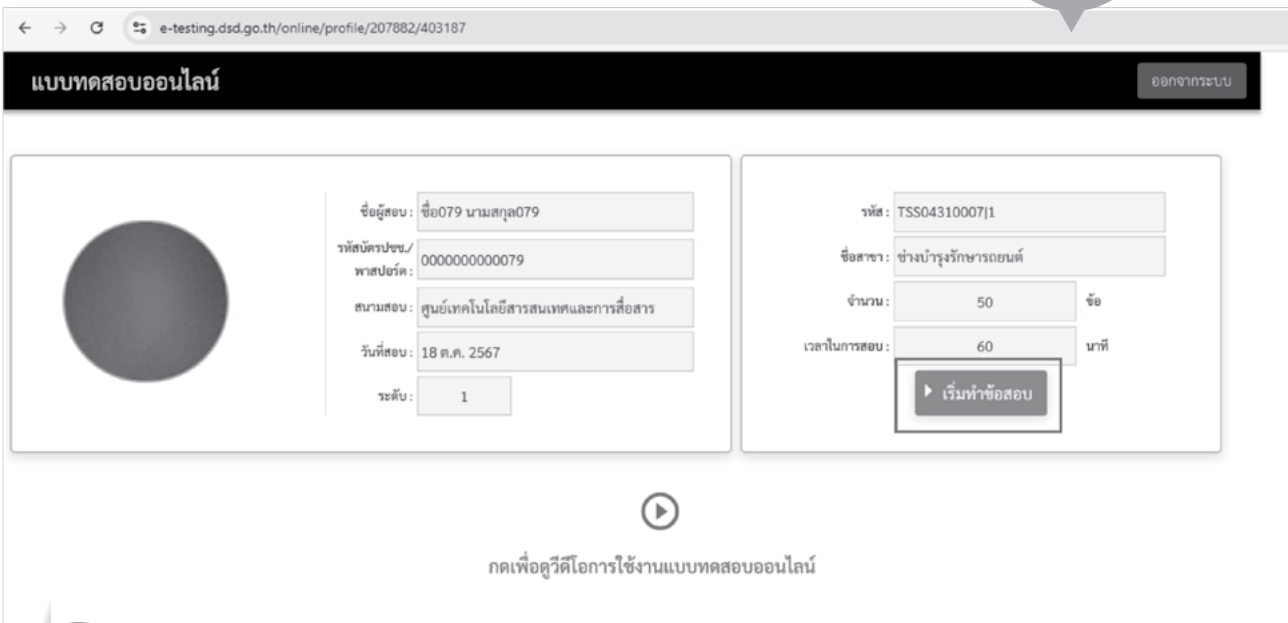 e-testing.dsd.go.th/online/profile/207882/403187
แบบทดสอบออนไลน์
ออกจากระบบ
ชื่อผู้สอบ : ชื่อ079 นามสกุล079
รหัสบัตรปชช./
พาสปอร์ต : 0000000000079
สนามสอบ : ศูนย์เทคโนโลยีสารสนเทศและการสื่อสาร
วันที่สอบ : 18 ต.ค. 2567
ระดับ : 1
รหัส : TSS04310007|1
ชื่อสาขา : ช่างบำรุงรักษารถยนต์
จำนวน : 50 ข้อ
เวลาในการสอบ : 60 นาที
เริ่มทำข้อสอบ
กดเพื่อดูวีดีโอการใช้งานแบบทดสอบออนไลน์